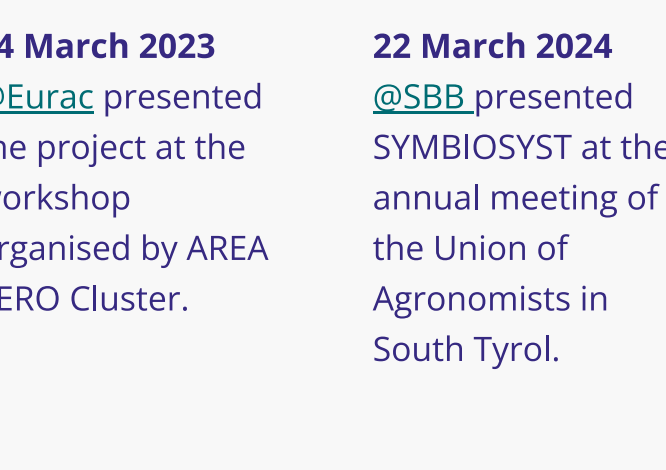 4 March 2023
@Eurac presented
he project at the
workshop
rganised by AREA
ERO Cluster.
22 March 2024
@SBB presented
SYMBIOSYST at the
annual meeting of
the Union of
Agronomists in
South Tyrol.